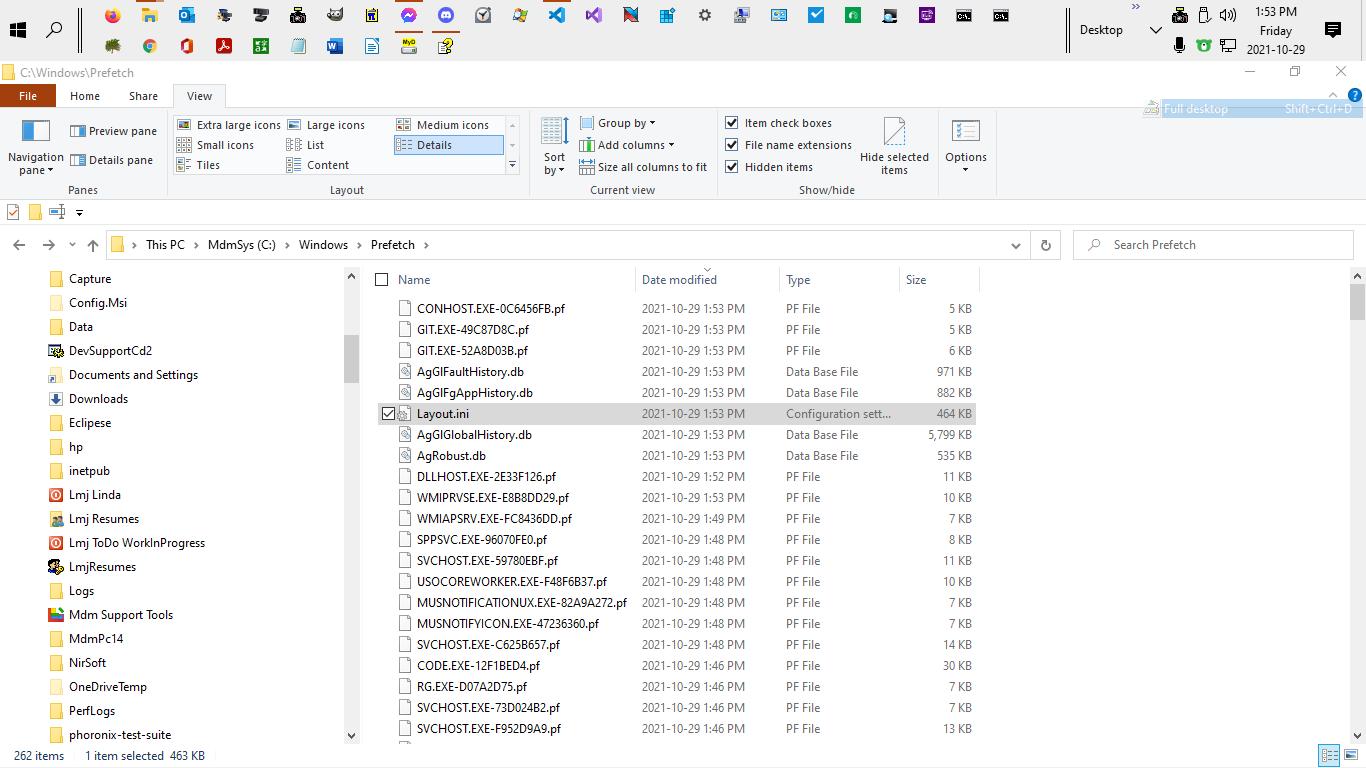 1:53 PM
Desktop
Friday
2021-10-29
C:\Windows\Prefetch
File Home Share View
Full desktop Shift+Ctrl+D
Navigation pane
Preview pane
Details pane
Panes
Extra large icons Large icons Medium icons
Small icons List Details
Tiles Content
Layout
Sort by
Group by
Add columns
Size all columns to fit
Current view
Item check boxes
File name extensions
Hidden items
Hide selected items
Show/hide
Options
This PC > MdmSys (C:) > Windows > Prefetch >
Search Prefetch
Capture
Config.Msi
Data
DevSupportCd2
Documents and Settings
Downloads
Eclipese
hp
inetpub
Lmj Linda
Lmj Resumes
Lmj ToDo WorkInProgress
LmjResumes
Logs
Mdm Support Tools
MdmPc14
NirSoft
OneDriveTemp
PerfLogs
phoronix-test-suite
Name Date modified Type Size
CONHOST.EXE-0C6456FB.pf 2021-10-29 1:53 PM PF File 5 KB
GIT.EXE-49C87D8C.pf 2021-10-29 1:53 PM PF File 5 KB
GIT.EXE-52A8D03B.pf 2021-10-29 1:53 PM PF File 6 KB
AgGlFaultHistory.db 2021-10-29 1:53 PM Data Base File 971 KB
AgGlFgAppHistory.db 2021-10-29 1:53 PM Data Base File 882 KB
Layout.ini 2021-10-29 1:53 PM Configuration sett... 464 KB
AgGlGlobalHistory.db 2021-10-29 1:53 PM Data Base File 5,799 KB
AgRobust.db 2021-10-29 1:53 PM Data Base File 535 KB
DLLHOST.EXE-2E33F126.pf 2021-10-29 1:52 PM PF File 11 KB
WMIPRVSE.EXE-E8B8DD29.pf 2021-10-29 1:53 PM PF File 10 KB
WMIAPSRV.EXE-FC8436DD.pf 2021-10-29 1:49 PM PF File 7 KB
SPPSVC.EXE-96070FE0.pf 2021-10-29 1:48 PM PF File 8 KB
SVCHOST.EXE-59780EBF.pf 2021-10-29 1:48 PM PF File 11 KB
USOCOREWORKER.EXE-F48F6B37.pf 2021-10-29 1:48 PM PF File 10 KB
MUSNOTIFICATIONUX.EXE-82A9A272.pf 2021-10-29 1:48 PM PF File 7 KB
MUSNOTIFYICON.EXE-47236360.pf 2021-10-29 1:48 PM PF File 7 KB
SVCHOST.EXE-C625B657.pf 2021-10-29 1:48 PM PF File 14 KB
CODE.EXE-12F1BED4.pf 2021-10-29 1:46 PM PF File 30 KB
RG.EXE-D07A2D75.pf 2021-10-29 1:46 PM PF File 7 KB
SVCHOST.EXE-73D024B2.pf 2021-10-29 1:46 PM PF File 7 KB
SVCHOST.EXE-F952D9A9.pf 2021-10-29 1:46 PM PF File 13 KB
262 items 1 item selected 463 KB